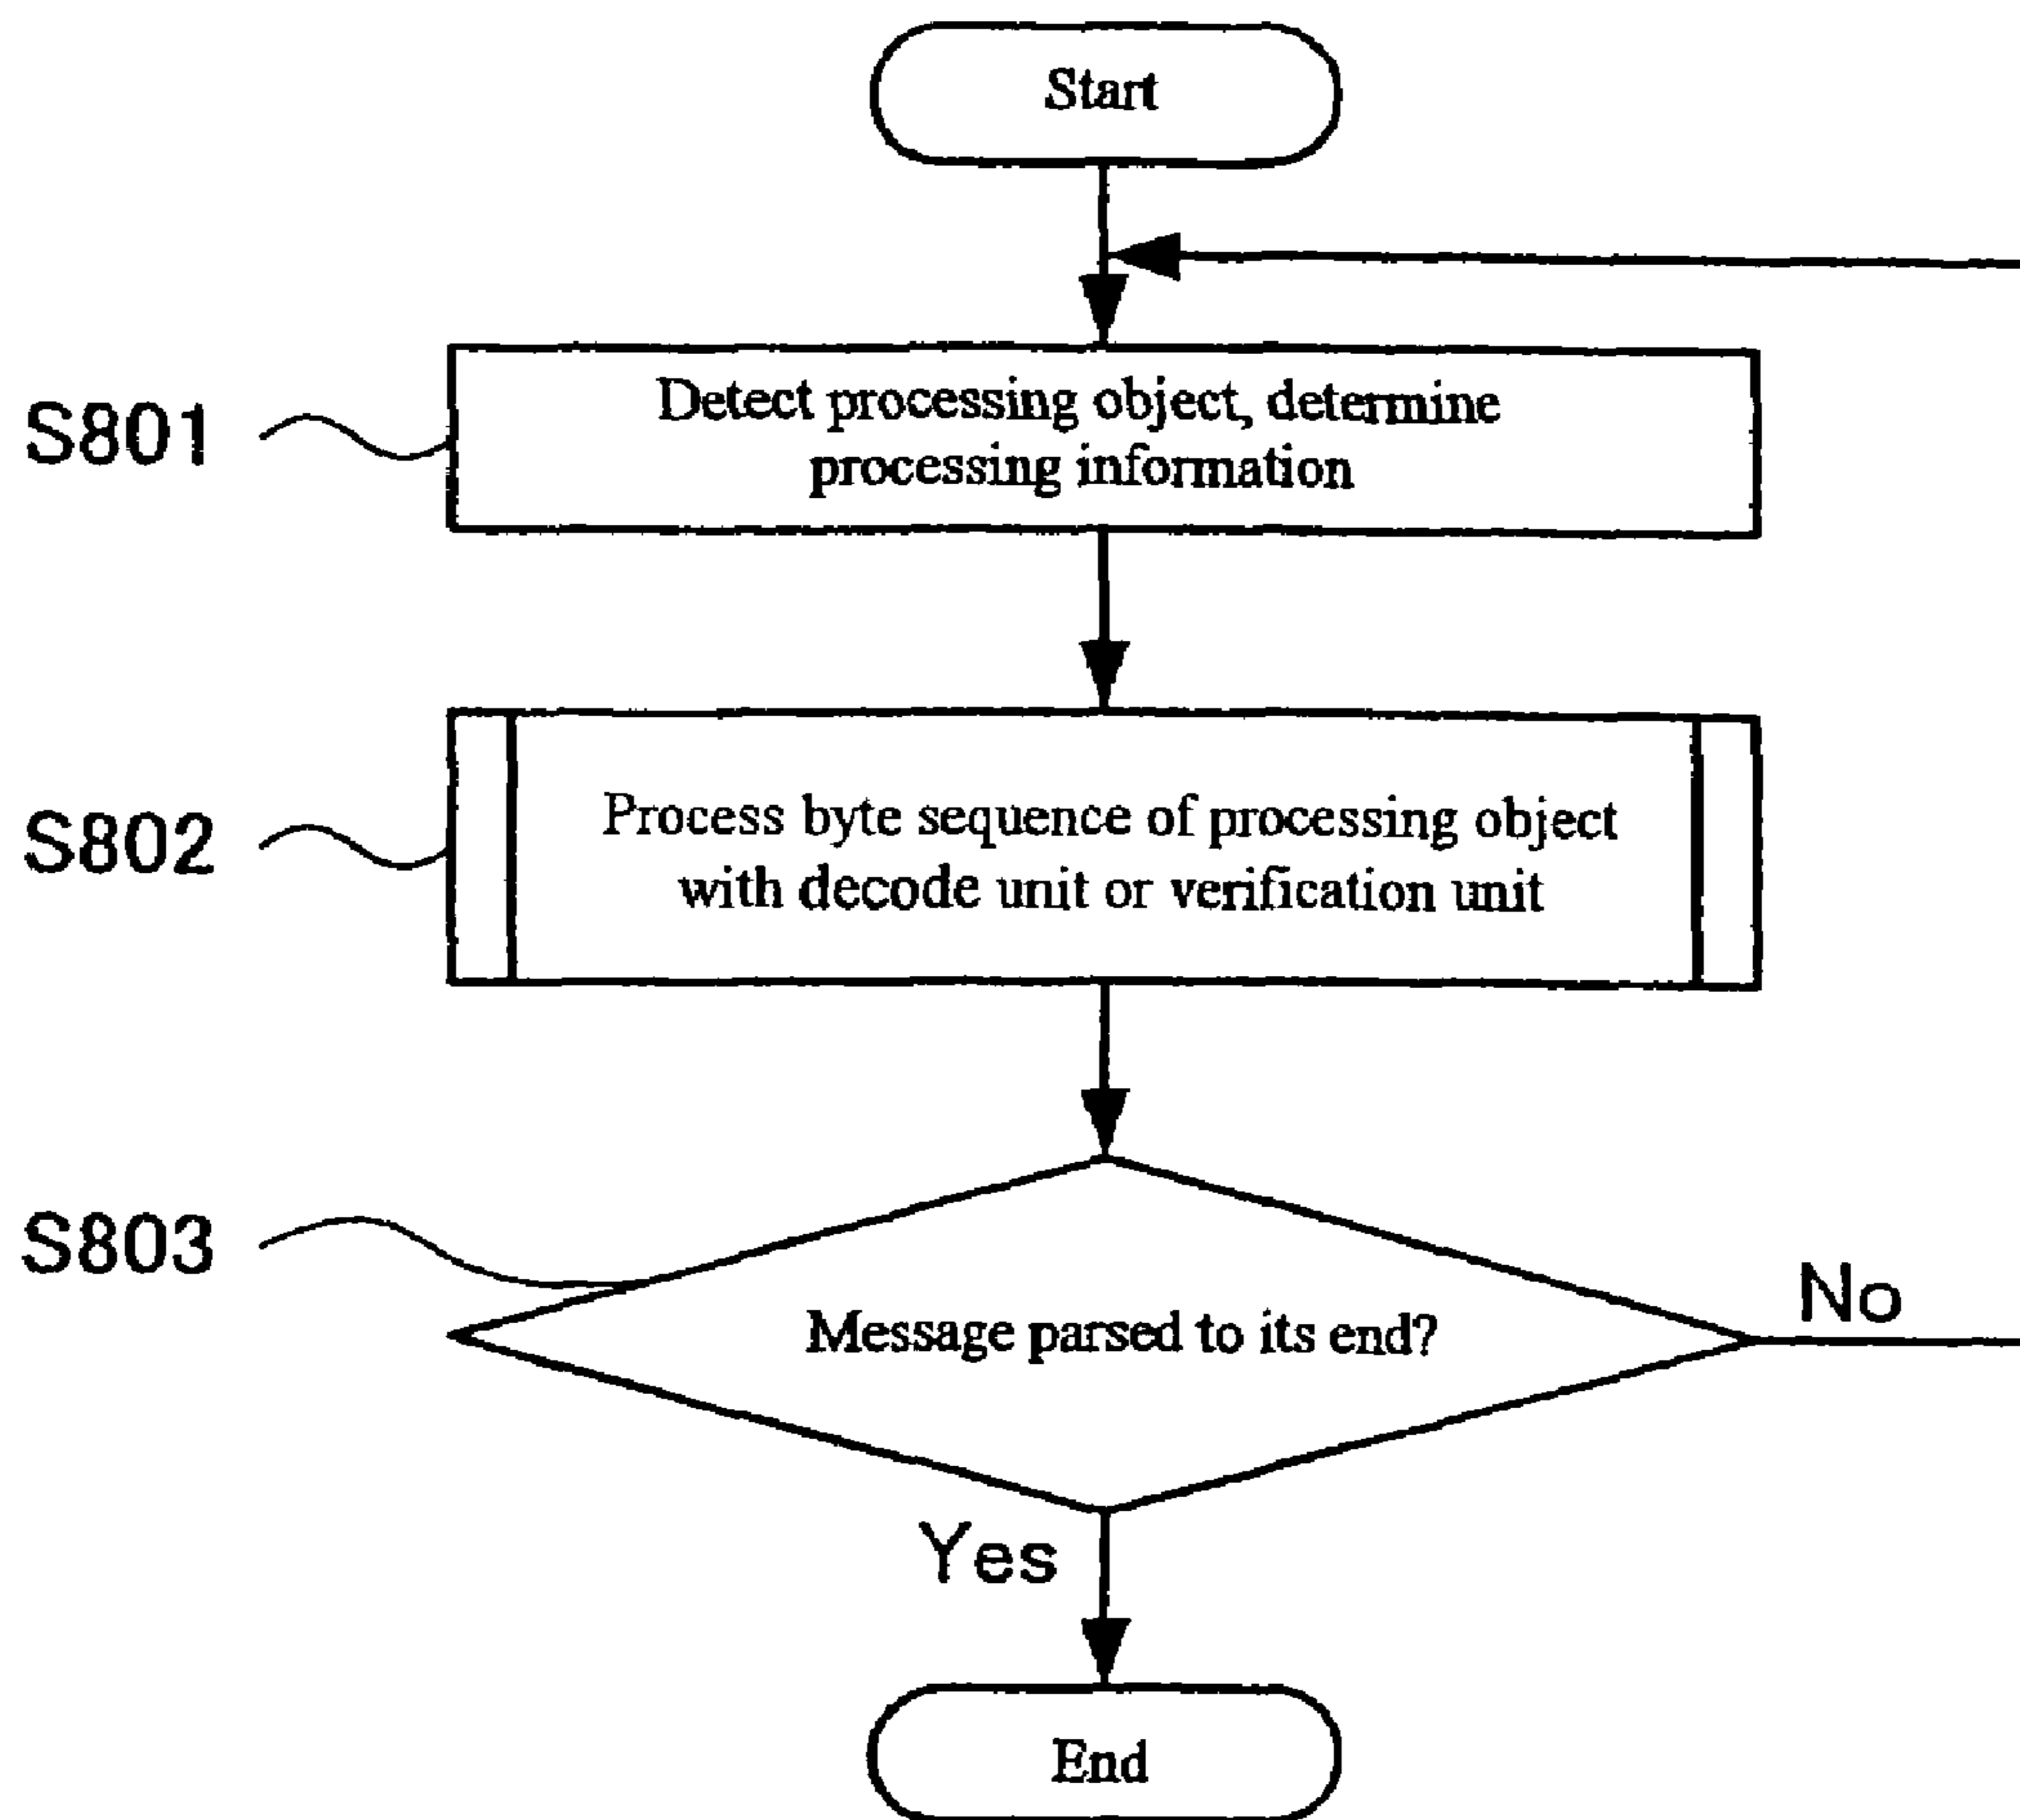 Start
S801
Detect processing object, determine
processing information
S802
Process byte sequence of processing object
with decode unit or verification unit
S803
Message parsed to its end?
No
Yes
End